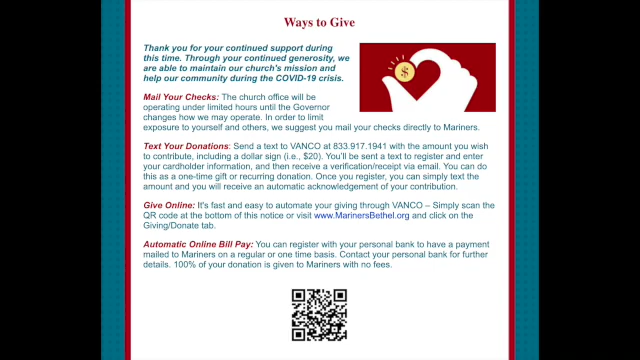 Ways to Give
Thank you for your continued support during
this time. Through your continued generosity, we
are able to maintain our church's mission and
help our community during the COVID-19 crisis.
Mail Your Checks: The church office will be
operating under limited hours until the Governor
changes how we may operate. In order to limit
exposure to yourself and others, we suggest you mail your checks directly to Mariners.
Text Your Donations: Send a text to VANCO at 833.917.1941 with the amount you wish
to contribute, including a dollar sign (i.e., $20). You'll be sent a text to register and enter
your cardholder information, and then receive a verification/receipt via email. You can do
this as a one-time gift or recurring donation. Once you register, you can simply text the
amount and you will receive an automatic acknowledgement of your contribution.
Give Online: It's fast and easy to automate your giving through VANCO – Simply scan the
QR code at the bottom of this notice or visit www.MarinersBethel.org and click on the
Giving/Donate tab.
Automatic Online Bill Pay: You can register with your personal bank to have a payment
mailed to Mariners on a regular or one time basis. Contact your personal bank for further
details. 100% of your donation is given to Mariners with no fees.